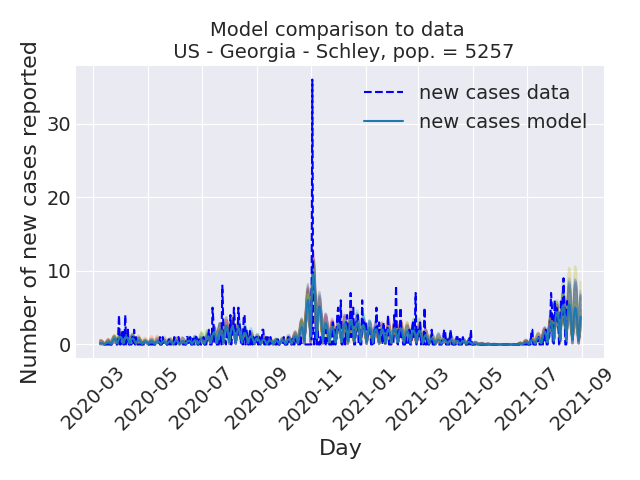 Model comparison to data
US - Georgia - Schley, pop. = 5257
Number of new cases reported
30
20
10
0
new cases data
new cases model
2020-03
2020-05
2020-07
2020-09
2020-11
2021-01
2021-03
2021-05
2021-07
2021-09
Day